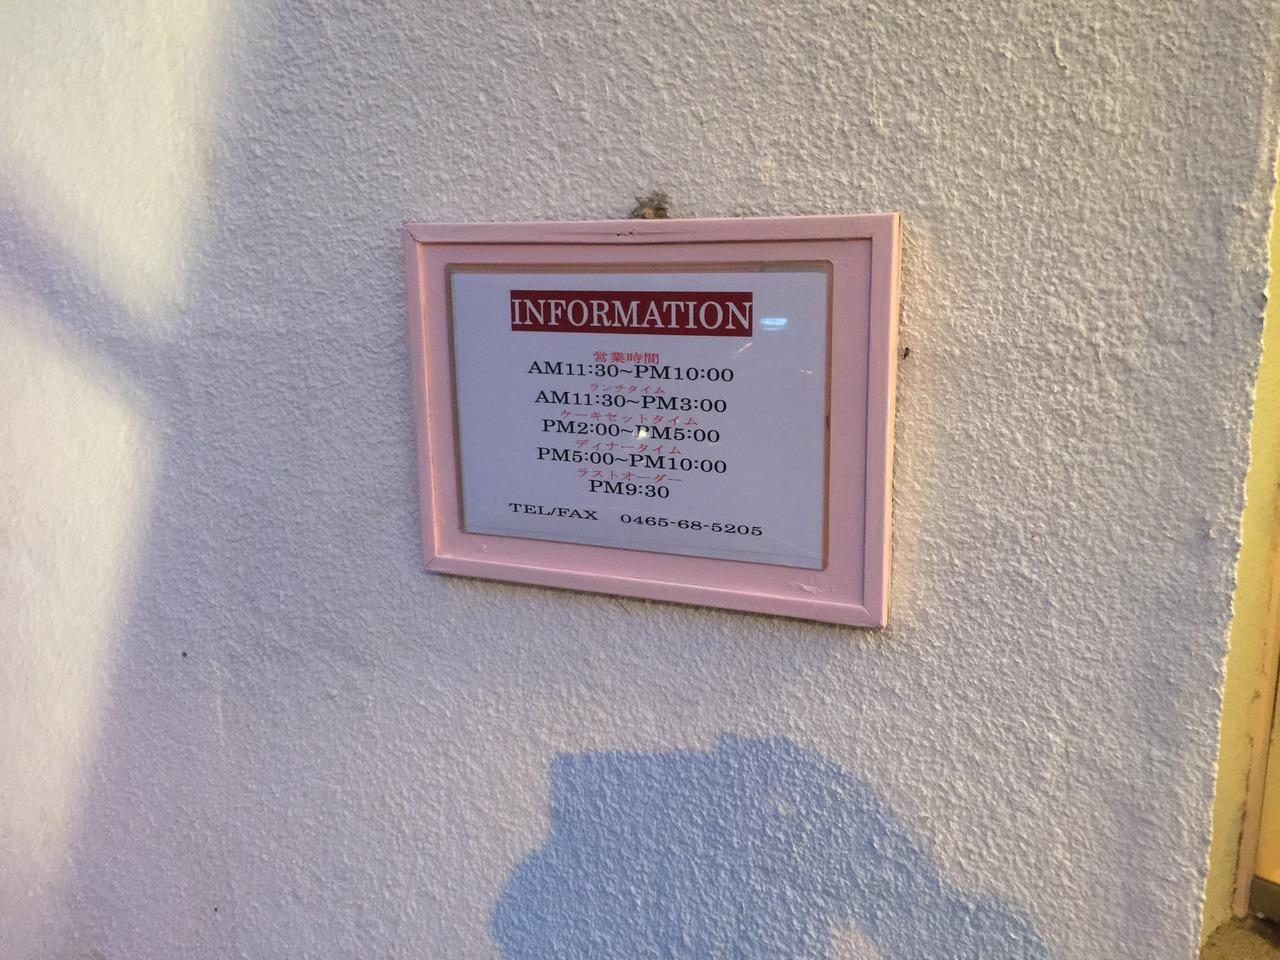 INFORMATION
営業時間
AM11:30~PM10:00
ランチタイム
AM11:30~PM3:00
ケーキセットタイム
PM2:00~PM5:00
ディナータイム
PM5:00~PM10:00
ラストオーダー
PM9:30
TEL/FAX 0465-68-5205